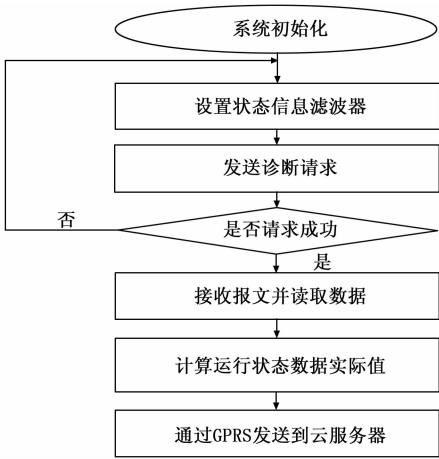 系统初始化
设置状态信息滤波器
发送诊断请求
否
是否请求成功
是
接收报文并读取数据
计算运行状态数据实际值
通过GPRS发送到云服务器